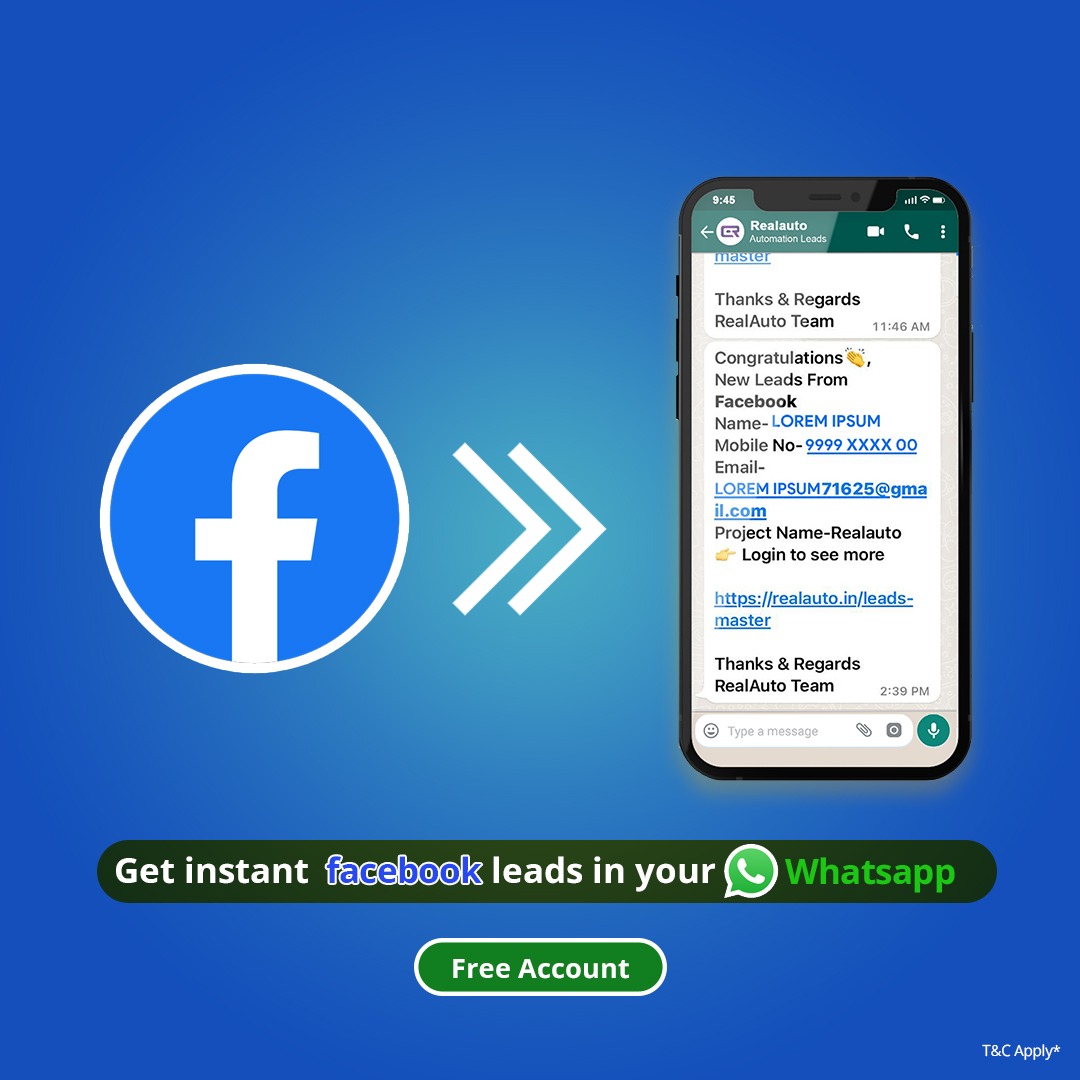 9:45
Realauto
Automation Leads
master
Thanks & Regards
RealAuto Team
11:46 AM
Congratulations👏,
New Leads From
Facebook
Name- LOREM IPSUM
Mobile No- 9999 XXXX 00
Email-
LOREM IPSUM71625@gma
il.com
Project Name-Realauto
👉 Login to see more
https://realauto.in/leads-
master
Thanks & Regards
RealAuto Team
2:39 PM
Type a message
Get instant facebook leads in your Whatsapp
Free Account
T&C Apply*